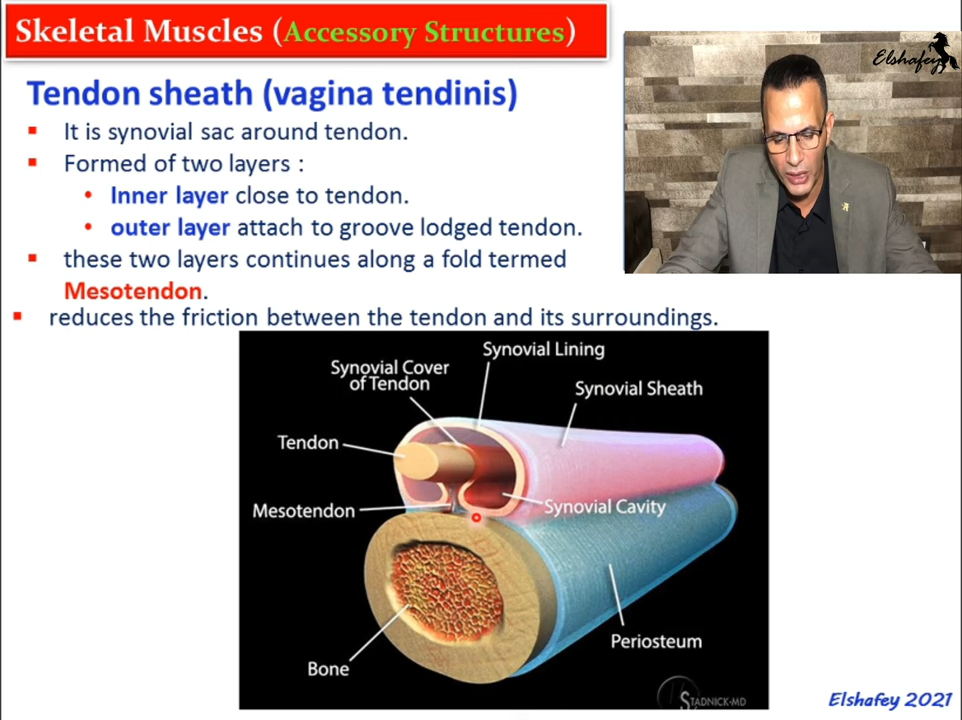 Skeletal Muscles (Accessory Structures)
Elshafey
Tendon sheath (vagina tendinis)
▪ It is synovial sac around tendon.
▪ Formed of two layers :
• Inner layer close to tendon.
• outer layer attach to groove lodged tendon.
▪ these two layers continues along a fold termed
Mesotendon.
▪ reduces the friction between the tendon and its surroundings.
Synovial Lining
Synovial Cover
of Tendon
Synovial Sheath
Tendon
Mesotendon
Synovial Cavity
Periosteum
Bone
STADNICK-MD
Elshafey 2021